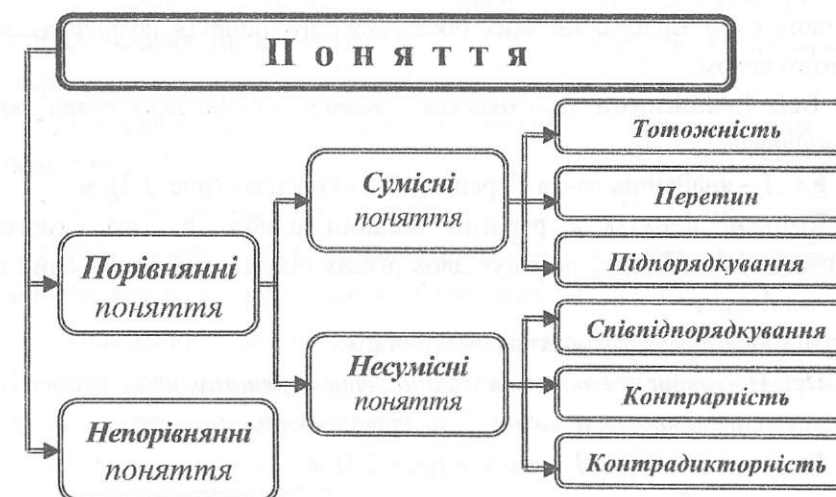 Поняття
Порівнянні
поняття
Непорівнянні
поняття
Сумісні
поняття
Несумісні
поняття
Тотожність
Перетин
Підпорядкування
Співпідпорядкування
Контрарність
Контрадикторність